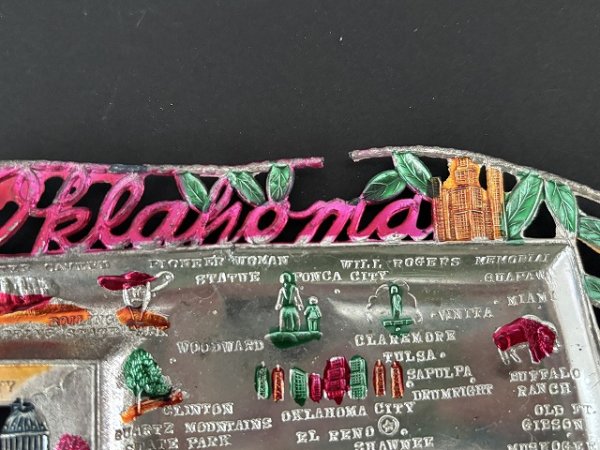 Oklahoma
PIONEER WOMAN
STATUE PONCA CITY
WILL ROGERS MEMORIAL
QUAPAW
MIAMI
VINITA
CLAREMORE
TULSA
WOODWARD
SAPULPA
DRUMRIGHT
BUFFALO
RANCH
CLINTON
OKLAHOMA CITY
OLD FT.
GIBSON
QUARTZ MOUNTAINS
STATE PARK
EL RENO
SHAWNEE